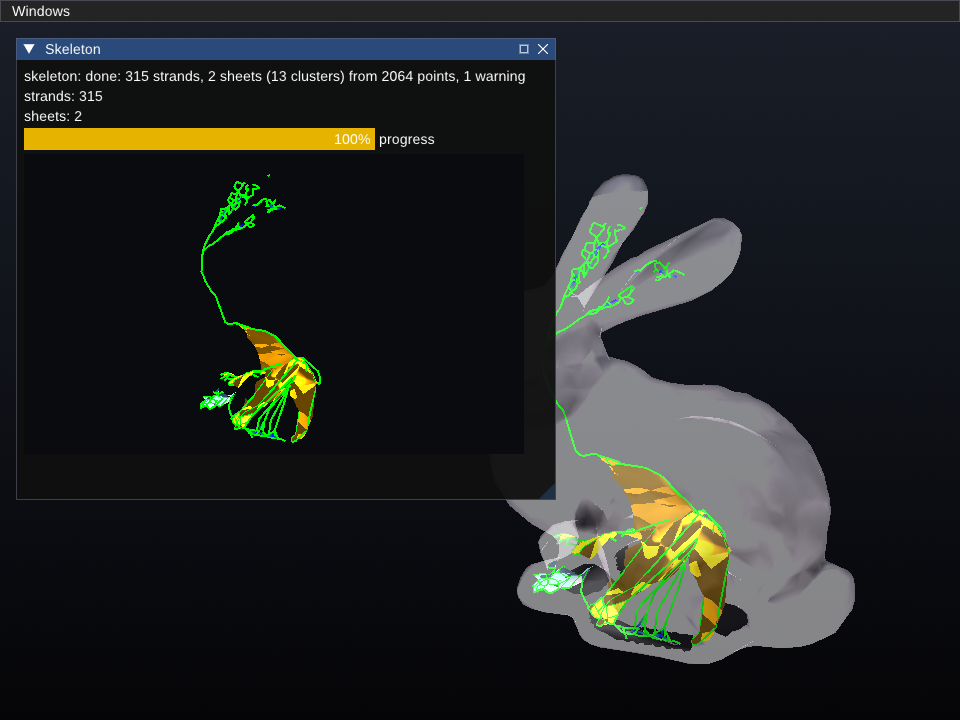 Windows
Skeleton
skeleton: done: 315 strands, 2 sheets (13 clusters) from 2064 points, 1 warning
strands: 315
sheets: 2
100% progress